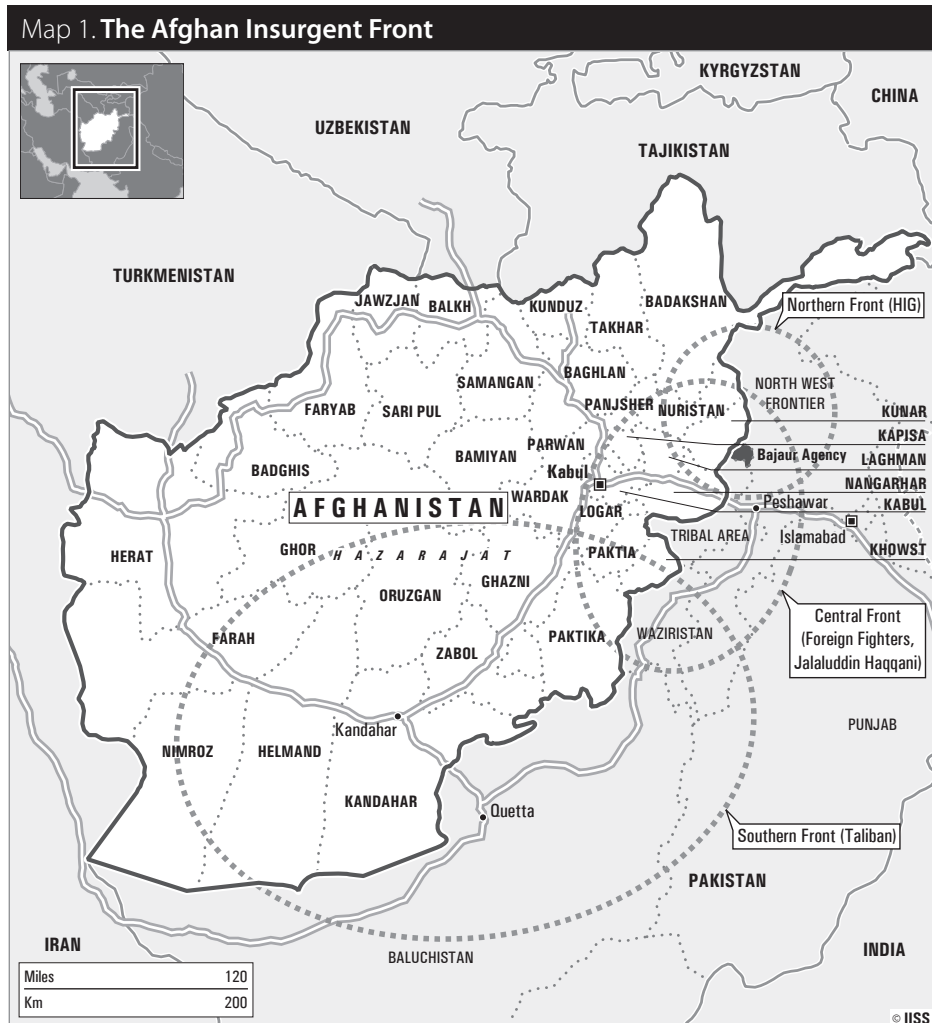 Map 1. The Afghan Insurgent Front
KYRGYZSTAN
CHINA
UZBEKISTAN
TAJIKISTAN
TURKMENISTAN
JAWZJAN
BALKH
KUNDUZ
BADAKSHAN
Northern Front (HIG)
TAKHAR
BAGHLAN
SAMANGAN
NORTH WEST
FRONTIER
FARYAB
SARI PUL
PANJSHER
NURISTAN
KUNAR
KAPISA
PARWAN
BAMIYAN
Bajaur Agency
LAGHMAN
BADGHIS
Kabul
NANGARHAR
WARDAK
AFGHANISTAN
LOGAR
Peshawar
KABUL
TRIBAL AREA
Islamabad
HERAT
GHOR
HAZARAJAT
PAKTIA
KHOWST
GHAZNI
ORUZGAN
Central Front
(Foreign Fighters,
Jalaluddin Haqqani)
FARAH
PAKTIKA
WAZIRISTAN
ZABOL
Kandahar
PUNJAB
NIMROZ
HELMAND
KANDAHAR
Quetta
Southern Front (Taliban)
PAKISTAN
IRAN
BALUCHISTAN
INDIA
Miles 120
Km 200
© IISS